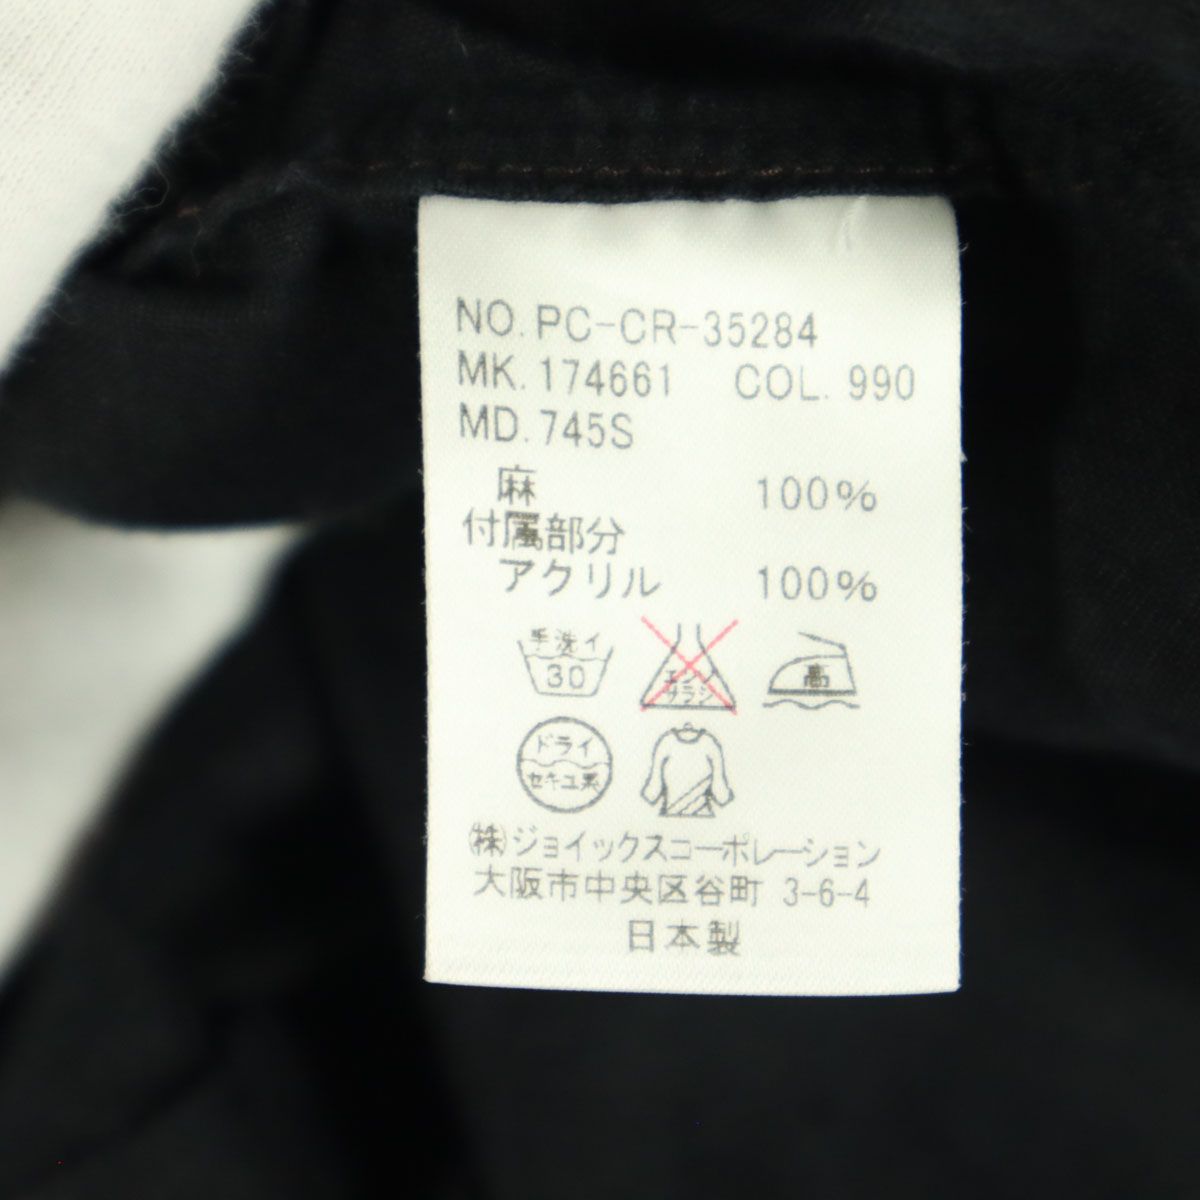 NO. PC-CR-35284
MK. 174661 COL. 990
MD. 745S
麻 100%
付属部分
アクリル 100%
手洗イ 30
エンソサラシ
高
ドライ
セキユ系
㈱ジョイックスコーポレーション
大阪市中央区谷町 3-6-4
日本製